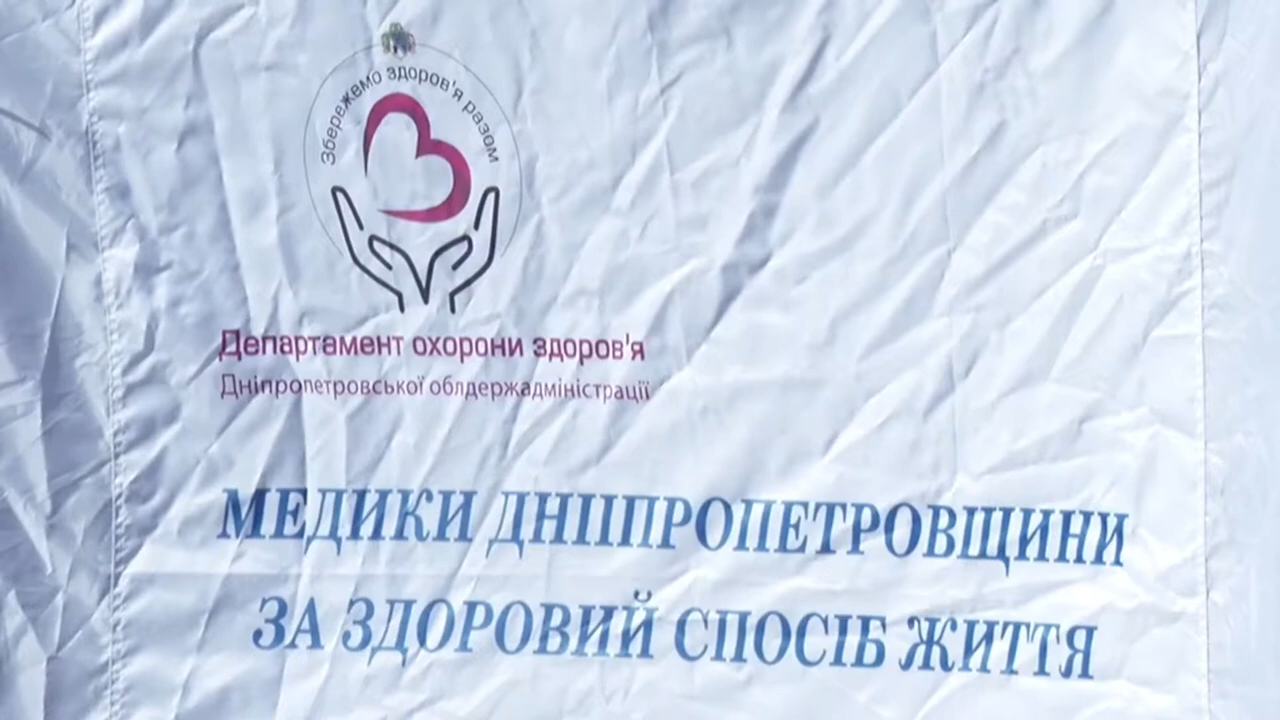 Збережемо здоров'я разом
Департамент охорони здоров'я
Дніпропетровської облдержадміністрації
МЕДИКИ ДНІПРОПЕТРОВЩИНИ
ЗА ЗДОРОВИЙ СПОСІБ ЖИТТЯ